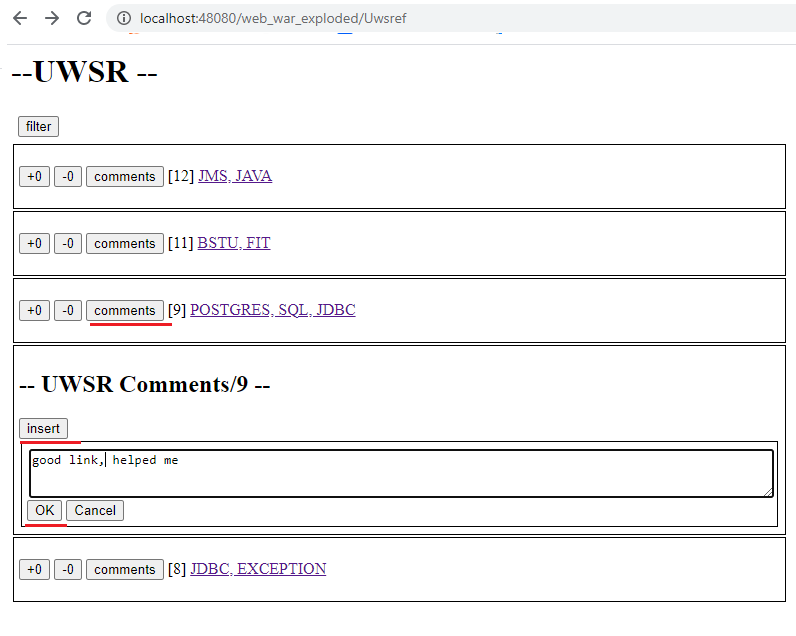 localhost:48080/web_war_exploded/Uwsref
--UWSR --
filter
+0 -0 comments [12] JMS, JAVA
+0 -0 comments [11] BSTU, FIT
+0 -0 comments [9] POSTGRES, SQL, JDBC
-- UWSR Comments/9 --
insert
good link, helped me
OK Cancel
+0 -0 comments [8] JDBC, EXCEPTION